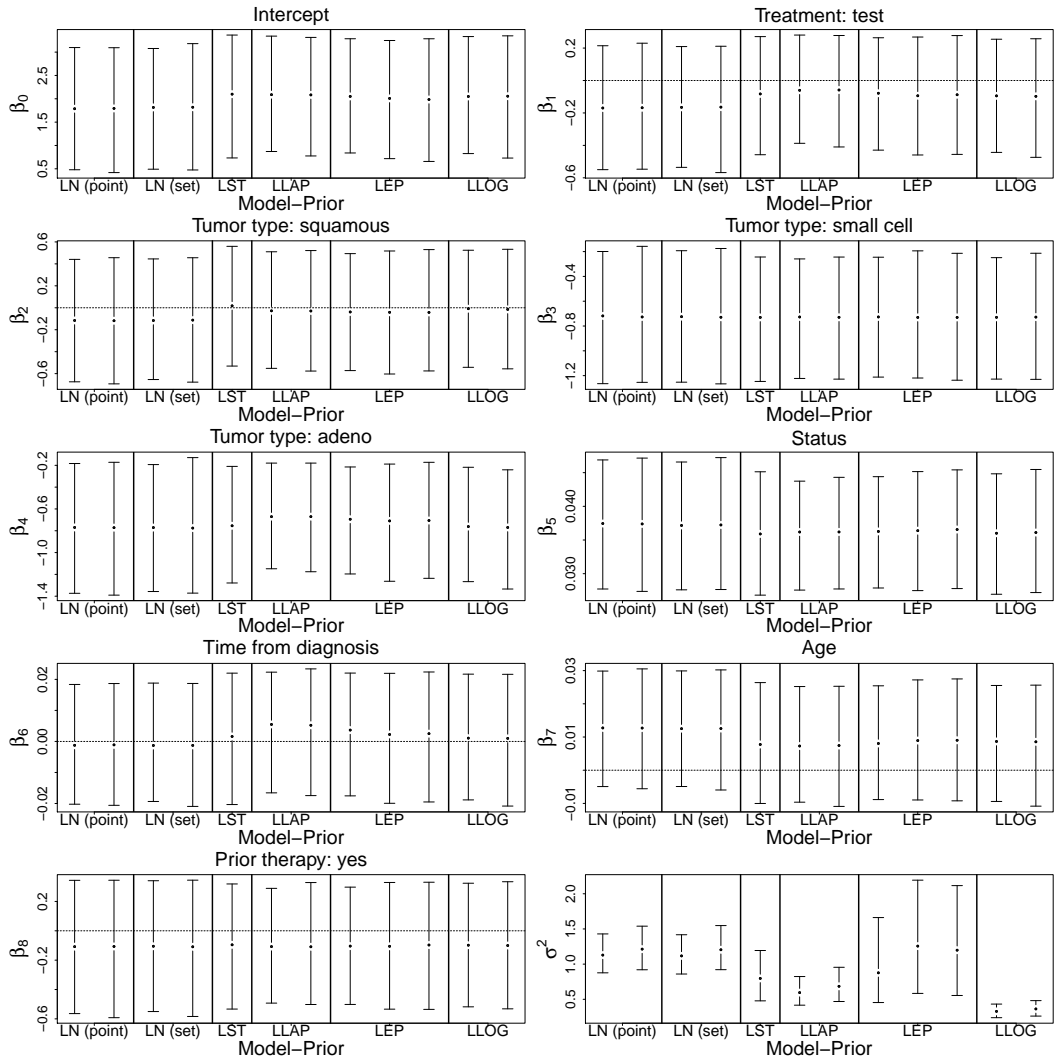 Intercept
β0
0.5 1.5 2.5
LN (point) LN (set) LST LLAP LEP LLOG
Model−Prior
Treatment: test
β1
−0.6 −0.2 0.2
LN (point) LN (set) LST LLAP LEP LLOG
Model−Prior
Tumor type: squamous
β2
−0.6 −0.2 0.2 0.6
LN (point) LN (set) LST LLAP LEP LLOG
Model−Prior
Tumor type: small cell
β3
−1.2 −0.8 −0.4
LN (point) LN (set) LST LLAP LEP LLOG
Model−Prior
Tumor type: adeno
β4
−1.4 −1.0 −0.6 −0.2
LN (point) LN (set) LST LLAP LEP LLOG
Model−Prior
Status
β5
0.030 0.040
LN (point) LN (set) LST LLAP LEP LLOG
Model−Prior
Time from diagnosis
β6
−0.02 0.00 0.02
LN (point) LN (set) LST LLAP LEP LLOG
Model−Prior
Age
β7
−0.01 0.01 0.03
LN (point) LN (set) LST LLAP LEP LLOG
Model−Prior
Prior therapy: yes
β8
−0.6 −0.2 0.2
LN (point) LN (set) LST LLAP LEP LLOG
Model−Prior
σ2
0.5 1.0 1.5 2.0
LN (point) LN (set) LST LLAP LEP LLOG
Model−Prior